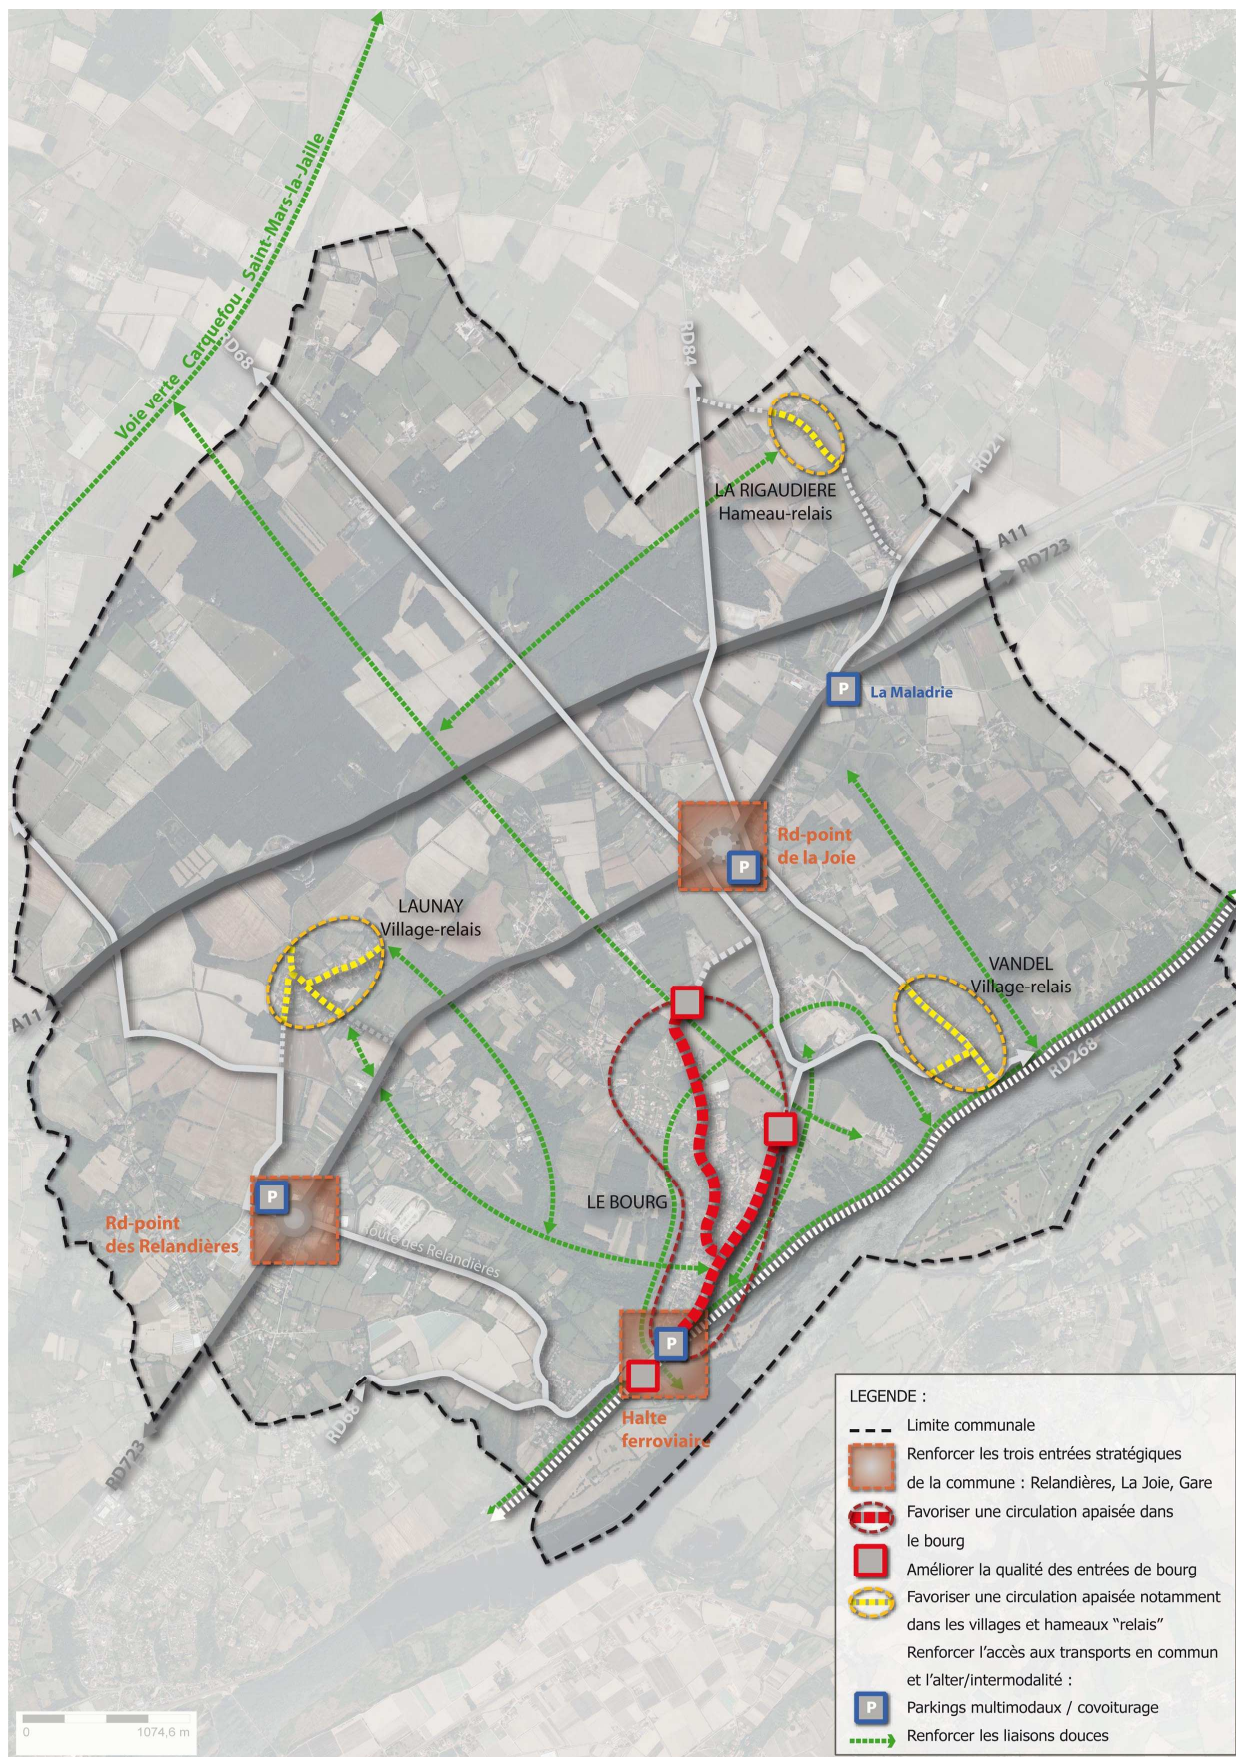 Voie verte Carquefou - Saint-Mars-la-Jaille
RD68
RD84
RD21
LA RIGAUDIERE
Hameau-relais
A11
RD723
P
La Maladrie
Rd-point
de la Joie
P
LAUNAY
Village-relais
VANDEL
Village-relais
A11
RD268
LE BOURG
P
Rd-point
des Relandières
Route des Relandières
P
Halte
ferroviaire
RD68
RD723
LEGENDE :
Limite communale
Renforcer les trois entrées stratégiques
de la commune : Relandières, La Joie, Gare
Favoriser une circulation apaisée dans
le bourg
Améliorer la qualité des entrées de bourg
Favoriser une circulation apaisée notamment
dans les villages et hameaux “relais”
Renforcer l’accès aux transports en commun
et l’alter/intermodalité :
P
Parkings multimodaux / covoiturage
Renforcer les liaisons douces
0
1074,6 m